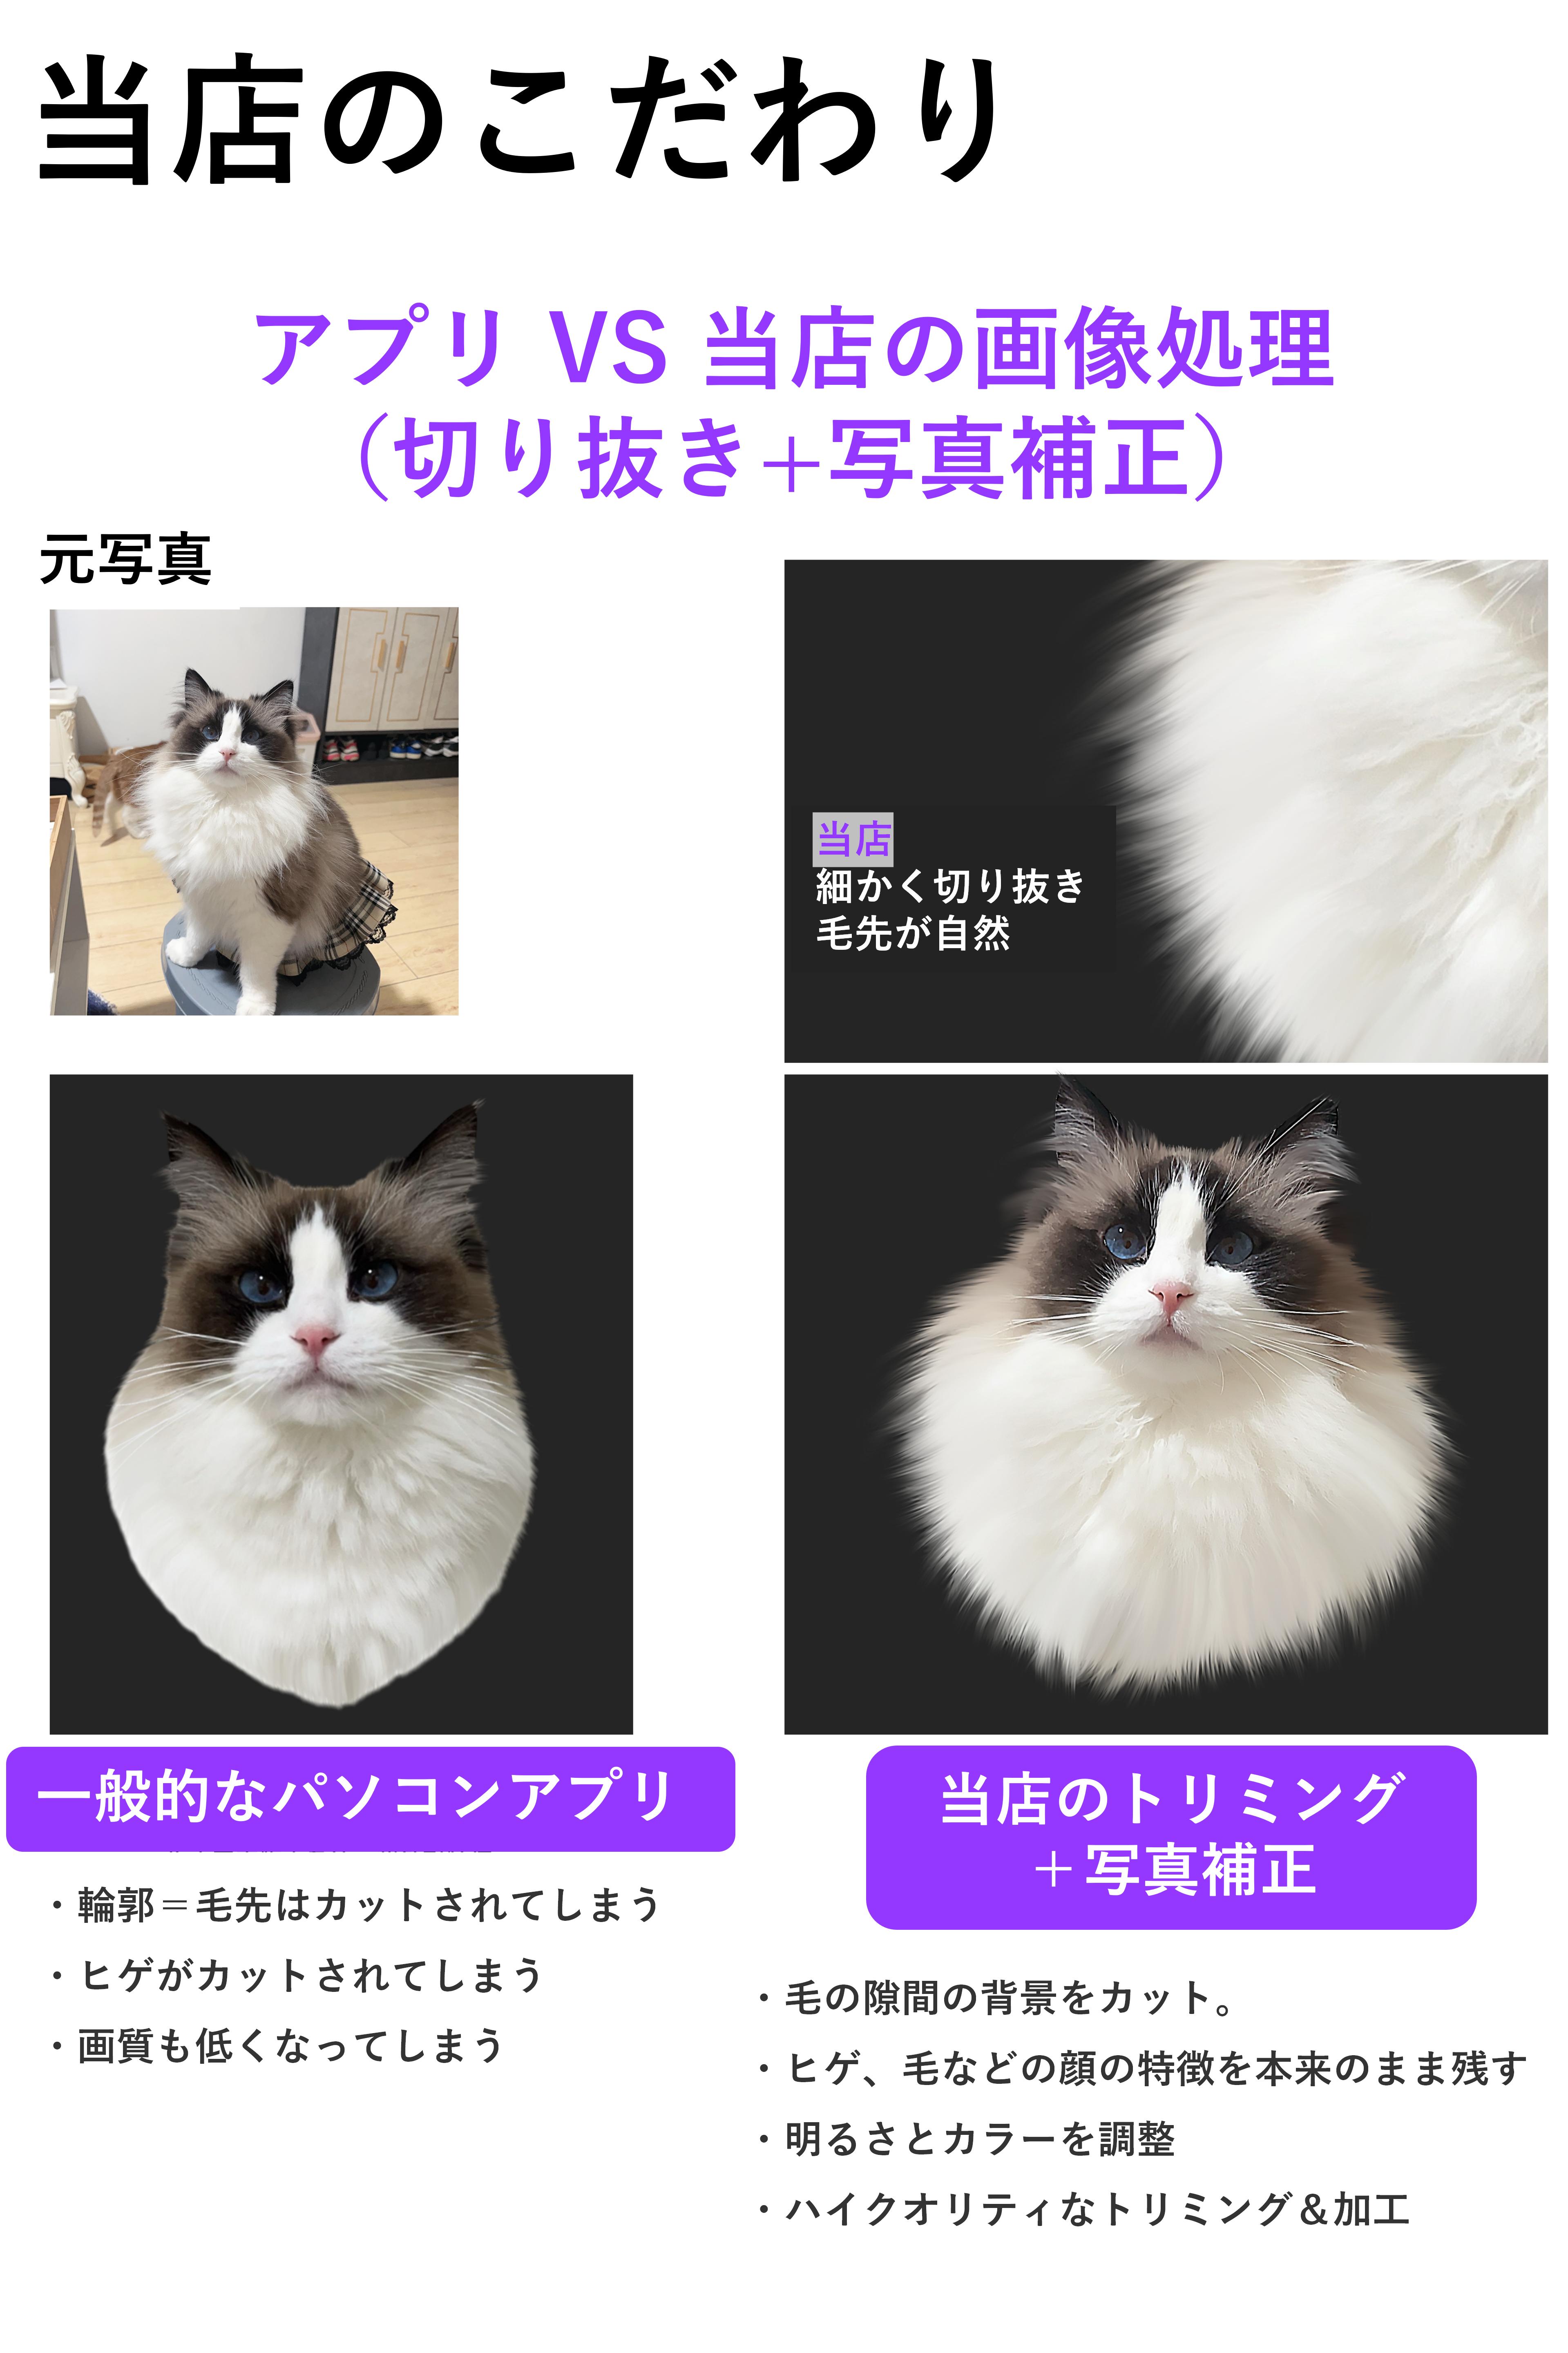 当店のこだわり
アプリ VS 当店の画像処理
（切り抜き＋写真補正）
元写真
当店
細かく切り抜き
毛先が自然
一般的なパソコンアプリ
・輪郭＝毛先はカットされてしまう
・ヒゲがカットされてしまう
・画質も低くなってしまう
当店のトリミング
＋写真補正
・毛の隙間の背景をカット。
・ヒゲ、毛などの顔の特徴を本来のまま残す
・明るさとカラーを調整
・ハイクオリティなトリミング＆加工